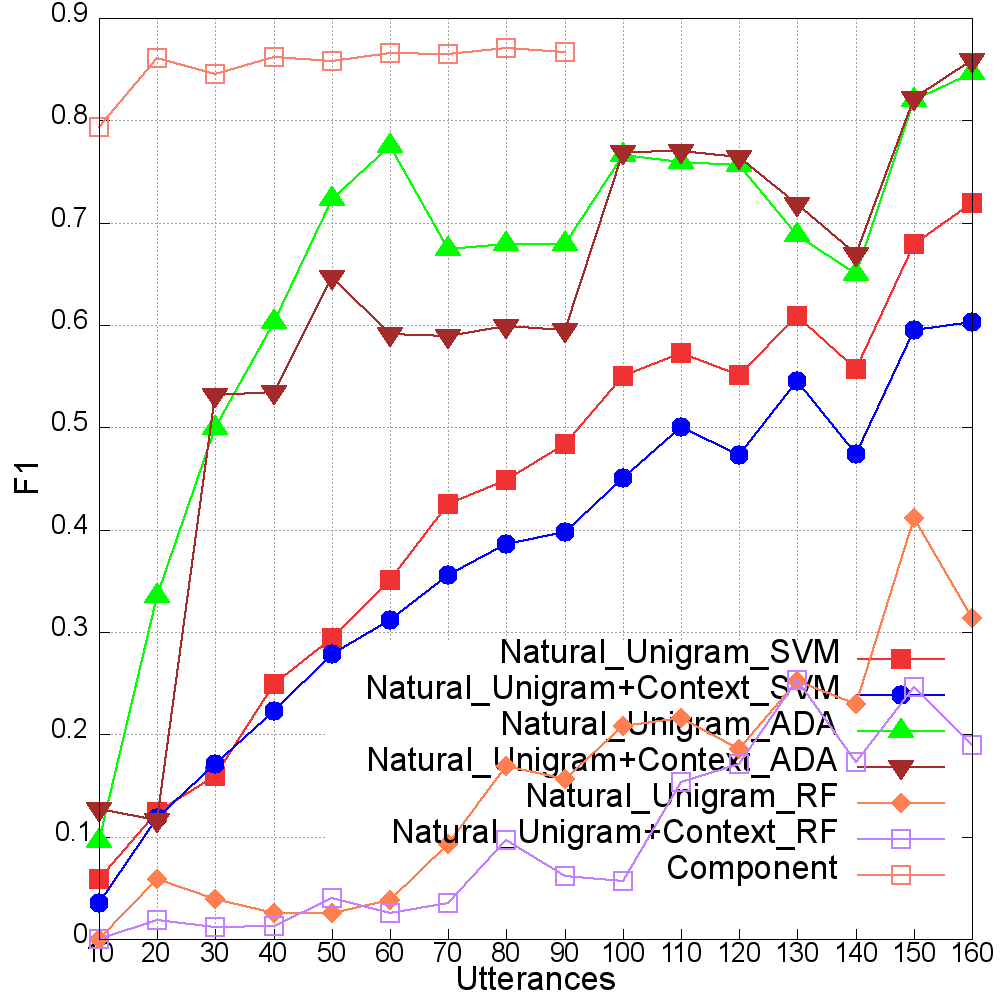 0.9
0.8
0.7
0.6
0.5
0.4
0.3
0.2
0.1
0
F1
10 20 30 40 50 60 70 80 90 100 110 120 130 140 150 160
Utterances
Natural_Unigram_SVM
Natural_Unigram+Context_SVM
Natural_Unigram_ADA
Natural_Unigram+Context_ADA
Natural_Unigram_RF
Natural_Unigram+Context_RF
Component